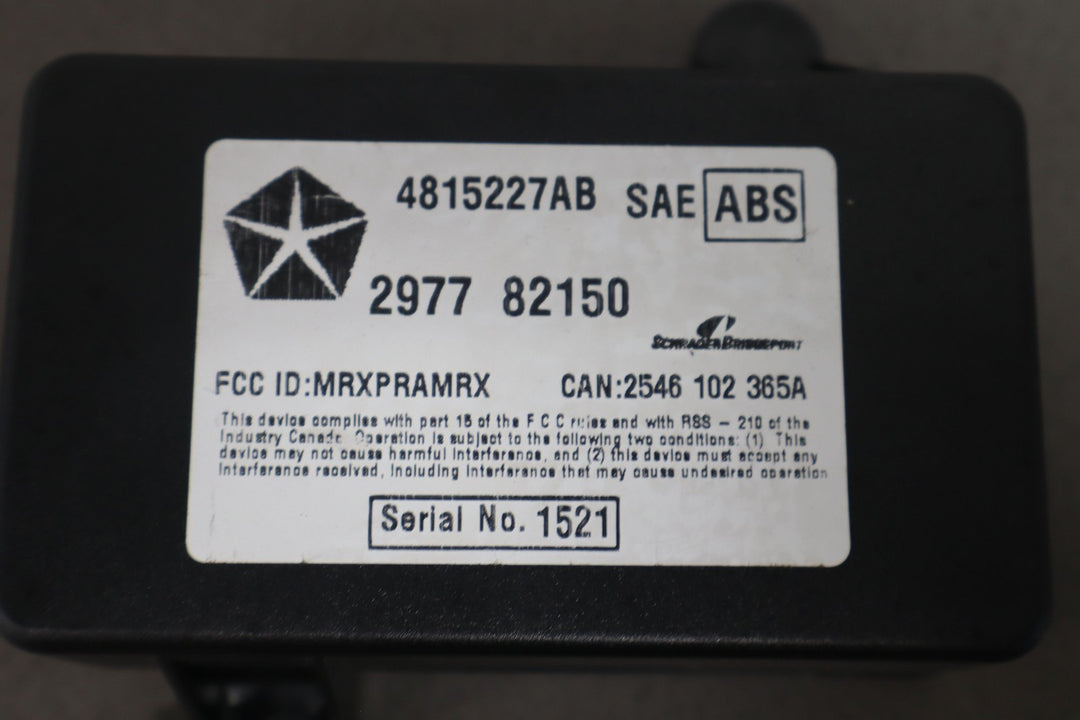 4815227AB SAE ABS
2977 82150
SCHRADER BRIDGEPORT
FCC ID:MRXPRAMRX CAN:2546 102 365A
This device complies with part 15 of the F C C rules and with RSS - 210 of the
Industry Canada. Operation is subject to the following two conditions: (1) This
device may not cause harmful interference, and (2) this device must accept any
interference received, including interference that may cause undesired operation
Serial No. 1521